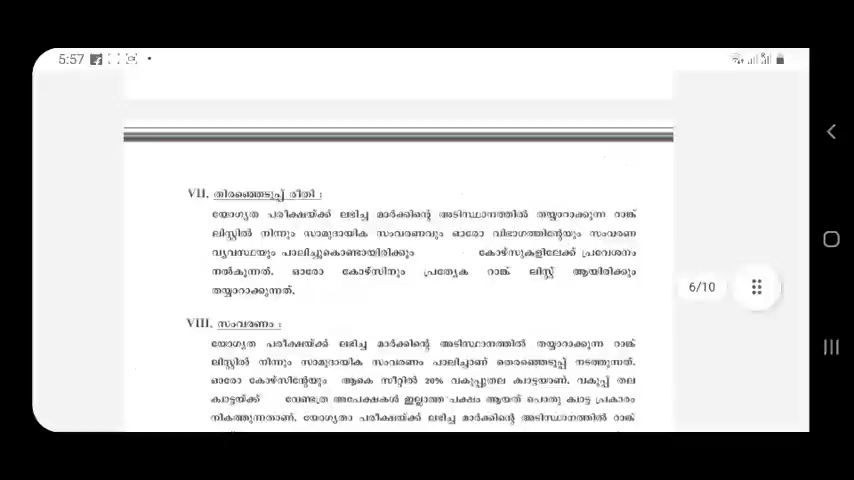 5:57
VII. തിരഞ്ഞെടുപ്പ് രീതി :
യോഗ്യത പരീക്ഷയ്ക്ക് ലഭിച്ച മാർക്കിന്റെ അടിസ്ഥാനത്തിൽ തയ്യാറാക്കുന്ന റാങ്ക്
ലിസ്റ്റിൽ നിന്നും സാമുദായിക സംവരണവും ഓരോ വിഭാഗത്തിന്റേയും സംവരണ
വ്യവസ്ഥയും പാലിച്ചുകൊണ്ടായിരിക്കും കോഴ്സുകളിലേക്ക് പ്രവേശനം
നൽകുന്നത്. ഓരോ കോഴ്സിനും പ്രത്യേക റാങ്ക് ലിസ്റ്റ് ആയിരിക്കും
തയ്യാറാക്കുന്നത്.
6/10
VIII. സംവരണം :
യോഗ്യത പരീക്ഷയ്ക്ക് ലഭിച്ച മാർക്കിന്റെ അടിസ്ഥാനത്തിൽ തയ്യാറാക്കുന്ന റാങ്ക്
ലിസ്റ്റിൽ നിന്നും സാമുദായിക സംവരണം പാലിച്ചാണ് തെരഞ്ഞെടുപ്പ് നടത്തുന്നത്.
ഓരോ കോഴ്സിന്റേയും ആകെ സീറ്റിൽ 20% വകുപ്പുതല ക്വാട്ടയാണ്. വകുപ്പ് തല
ക്വാട്ടയ്ക്ക് വേണ്ടത്ര അപേക്ഷകൾ ഇല്ലാത്ത പക്ഷം ആയത് പൊതു ക്വാട്ട പ്രകാരം
നികത്തുന്നതാണ്. യോഗ്യതാ പരീക്ഷയ്ക്ക് ലഭിച്ച മാർക്കിന്റെ അടിസ്ഥാനത്തിൽ റാങ്ക്